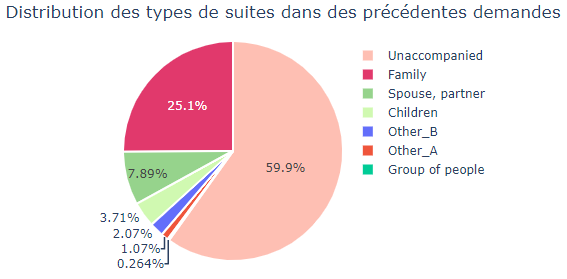 Distribution des types de suites dans des précédentes demandes
Unaccompanied
Family
Spouse, partner
Children
Other_B
Other_A
Group of people
25.1%
59.9%
7.89%
3.71%
2.07%
1.07%
0.264%